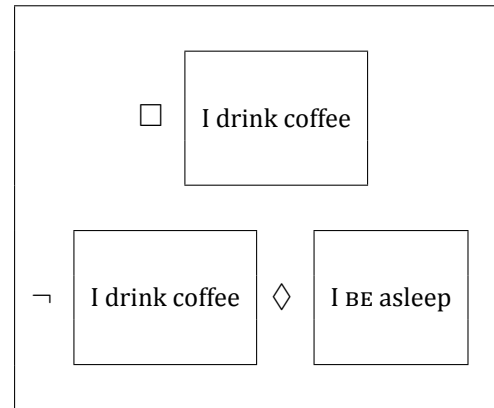 □ I drink coffee
¬ I drink coffee ◊ I BE asleep